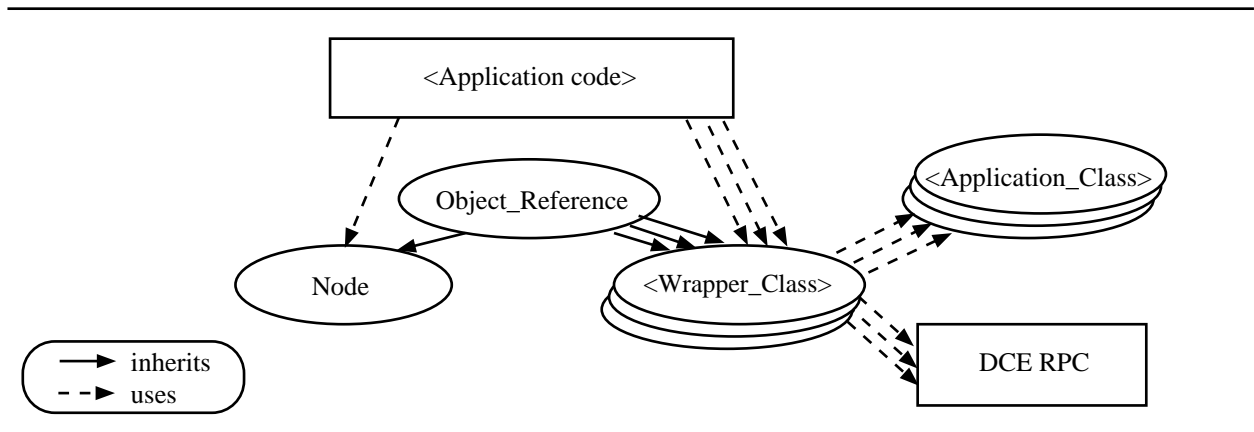 <Application code>
<Application_Class>
Object_Reference
Node
<Wrapper_Class>
DCE RPC
inherits
uses